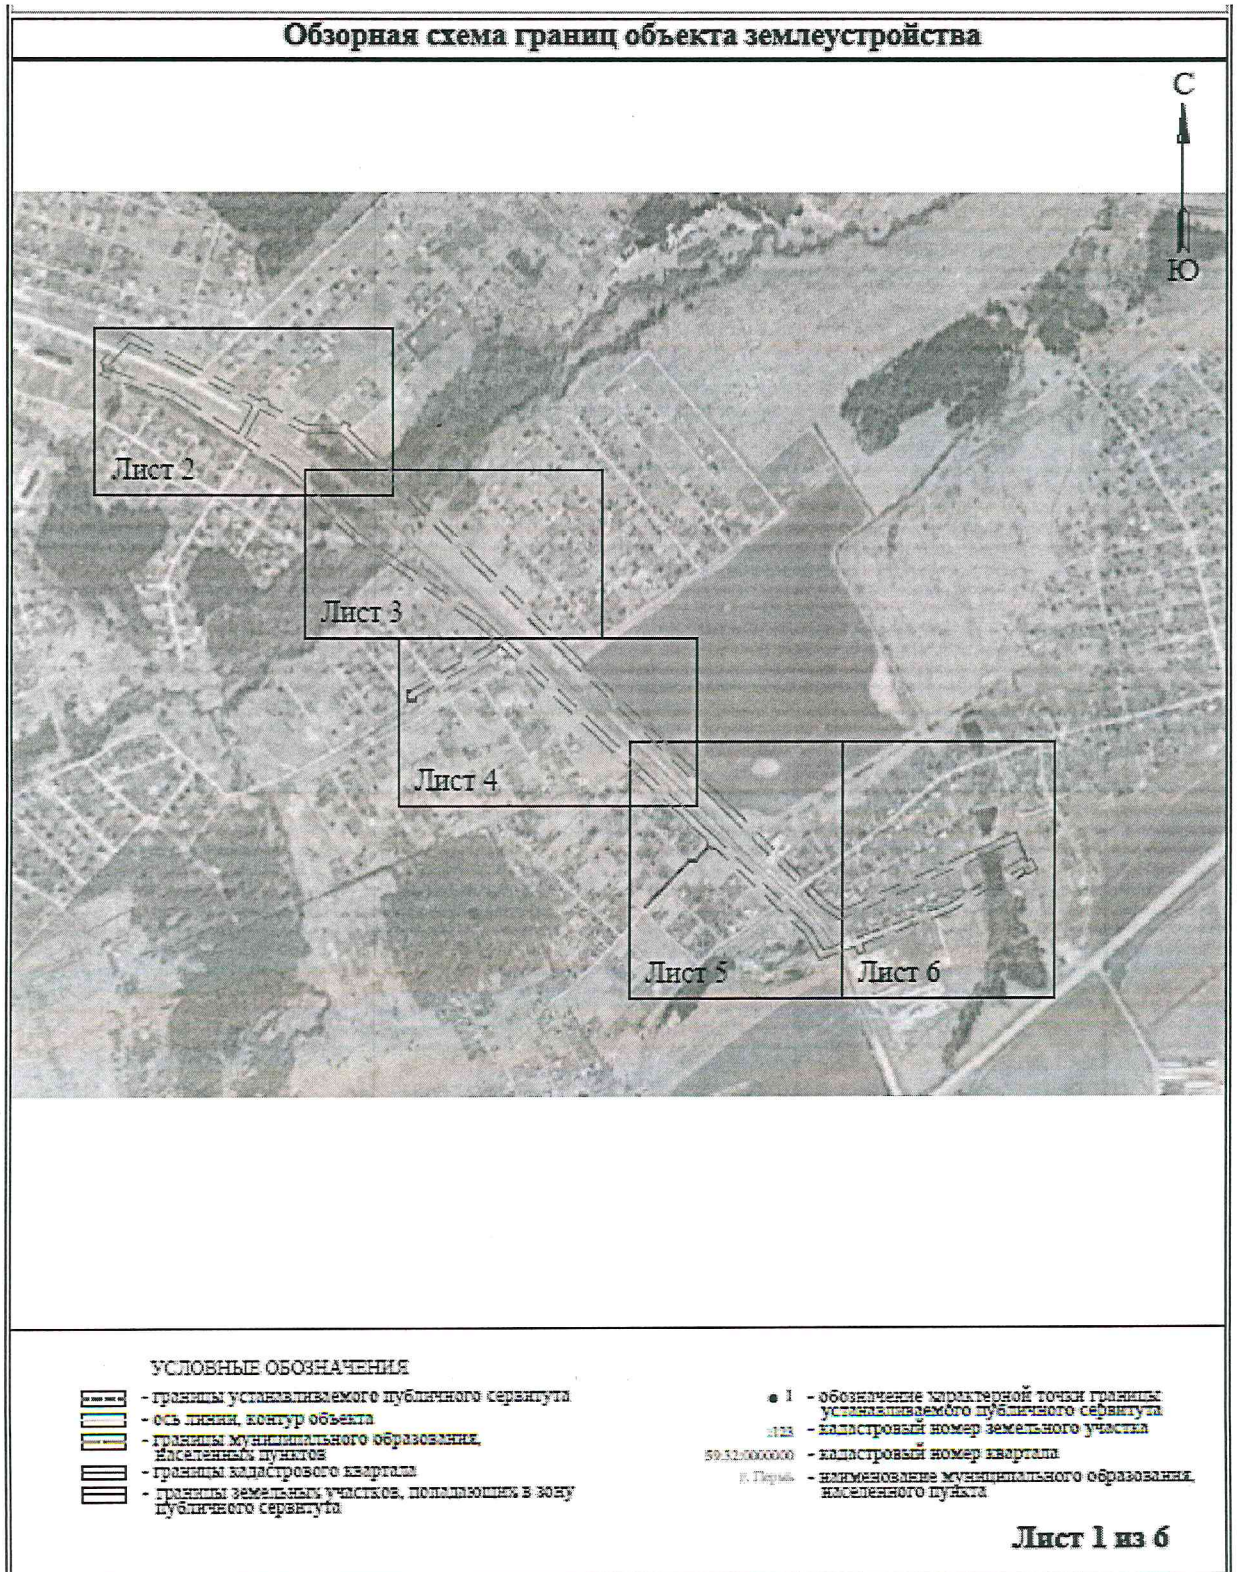 Обзорная схема границ объекта землеустройства
С
Ю
Лист 2
Лист 3
Лист 4
Лист 5
Лист 6
УСЛОВНЫЕ ОБОЗНАЧЕНИЯ
- границы устанавливаемого публичного сервитута
- ось линии, контур объекта
- границы муниципального образования,
населенных пунктов
- границы кадастрового квартала
- границы земельных участков, попадающих в зону
публичного сервитута
1 - обозначение характерной точки границы
устанавливаемого публичного сервитута
:123 - кадастровый номер земельного участка
59:32:0000000 - кадастровый номер квартала
г. Пермь - наименование муниципального образования,
населенного пункта
Лист 1 из 6